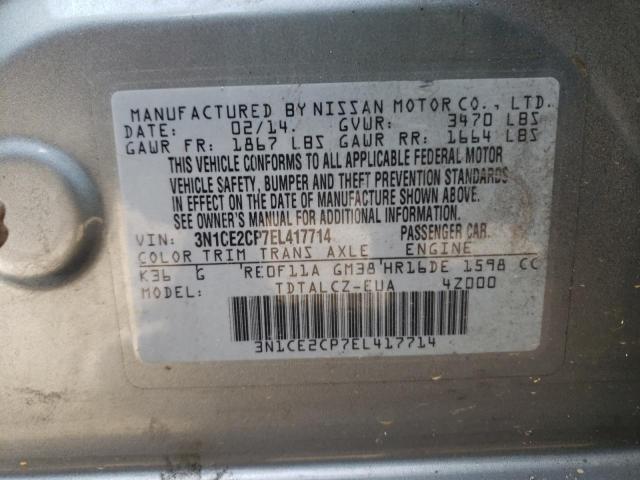 MANUFACTURED BY NISSAN MOTOR CO., LTD.
DATE: 02/14. GVWR: 3470 LBS
GAWR FR: 1867 LBS GAWR RR: 1664 LBS
THIS VEHICLE CONFORMS TO ALL APPLICABLE FEDERAL MOTOR
VEHICLE SAFETY, BUMPER AND THEFT PREVENTION STANDARDS
IN EFFECT ON THE DATE OF MANUFACTURE SHOWN ABOVE.
SEE OWNER'S MANUAL FOR ADDITIONAL INFORMATION.
VIN: 3N1CE2CP7EL417714 PASSENGER CAR.
COLOR TRIM TRANS AXLE ENGINE
K36 G RE0F11A GM38 HR16DE 1598 CC
MODEL: TDTALCZ-EUA 4Z000
3N1CE2CP7EL417714